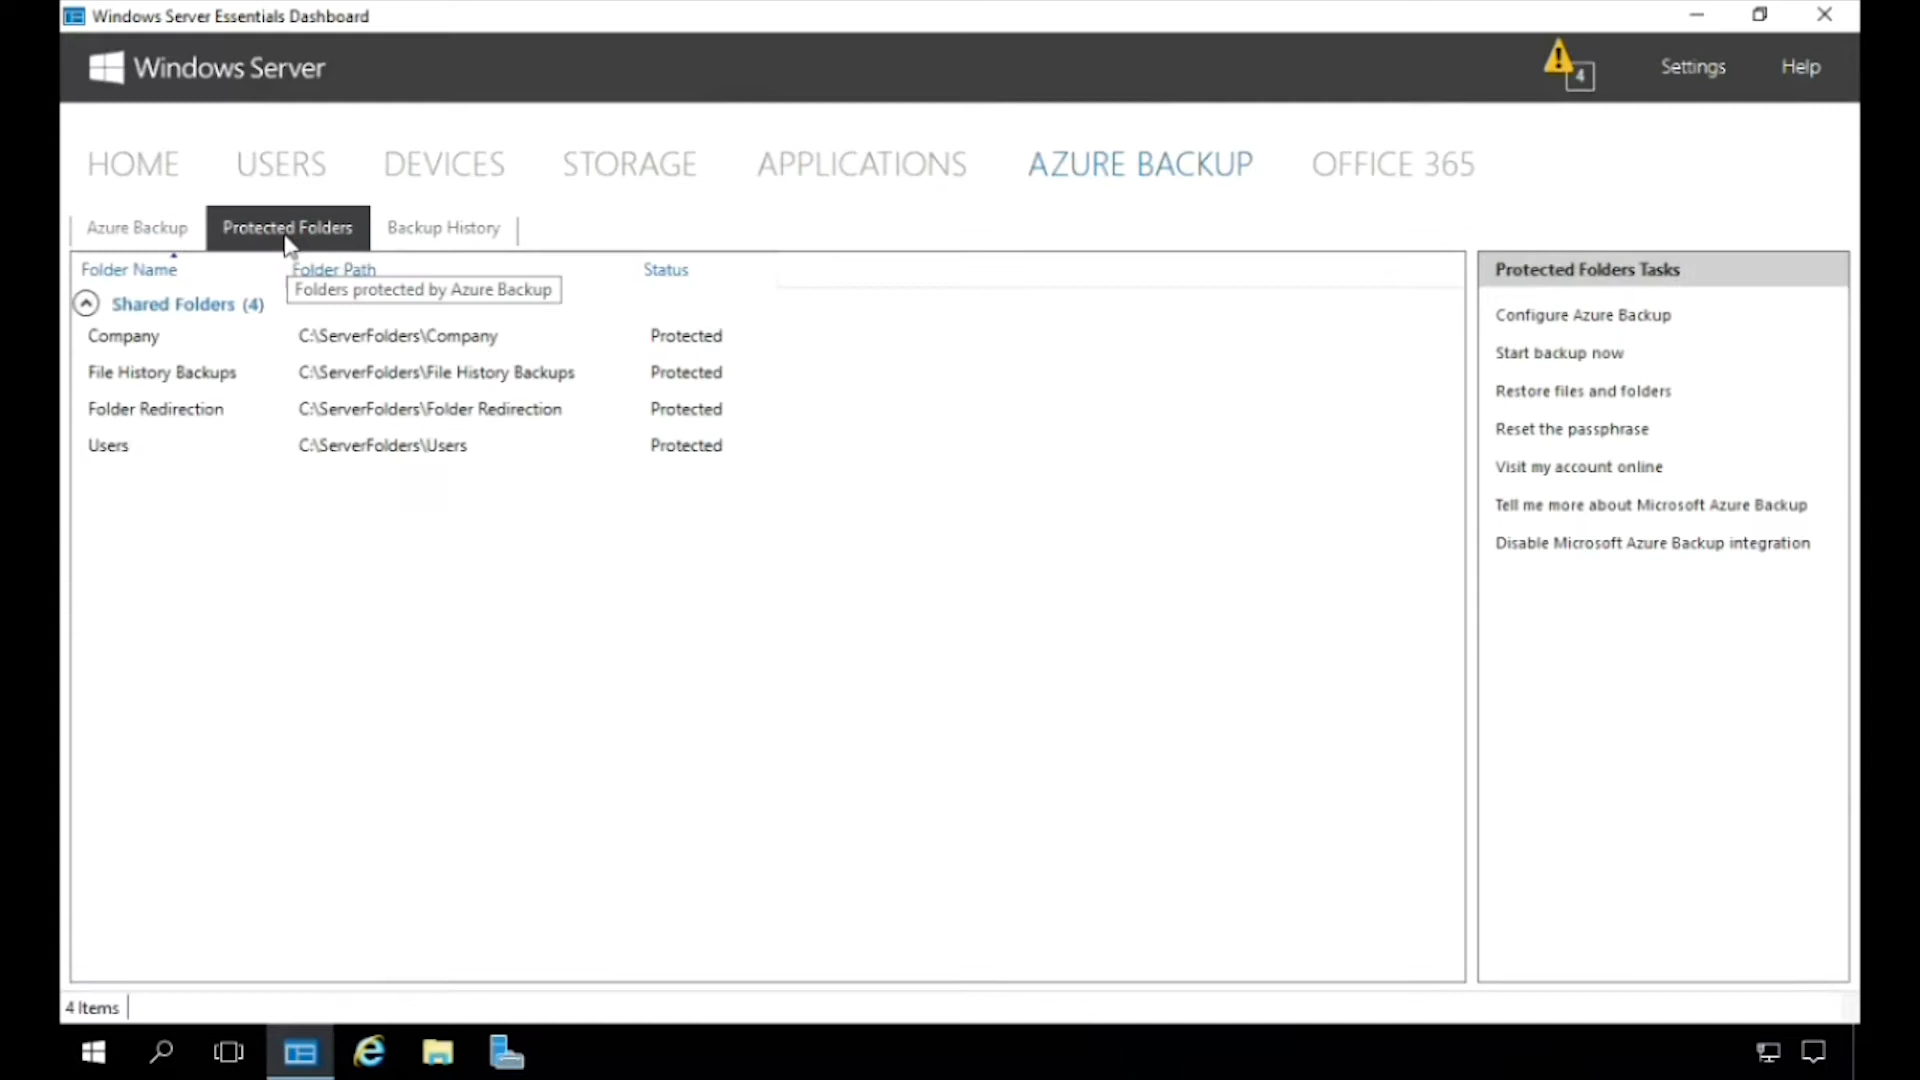 Windows Server Essentials Dashboard
Windows Server
4
Settings
Help
HOME
USERS
DEVICES
STORAGE
APPLICATIONS
AZURE BACKUP
OFFICE 365
Azure Backup
Protected Folders
Backup History
Folder Name
Folder Path
Status
Folders protected by Azure Backup
Shared Folders (4)
Company C:\ServerFolders\Company Protected
File History Backups C:\ServerFolders\File History Backups Protected
Folder Redirection C:\ServerFolders\Folder Redirection Protected
Users C:\ServerFolders\Users Protected
Protected Folders Tasks
Configure Azure Backup
Start backup now
Restore files and folders
Reset the passphrase
Visit my account online
Tell me more about Microsoft Azure Backup
Disable Microsoft Azure Backup integration
4 Items